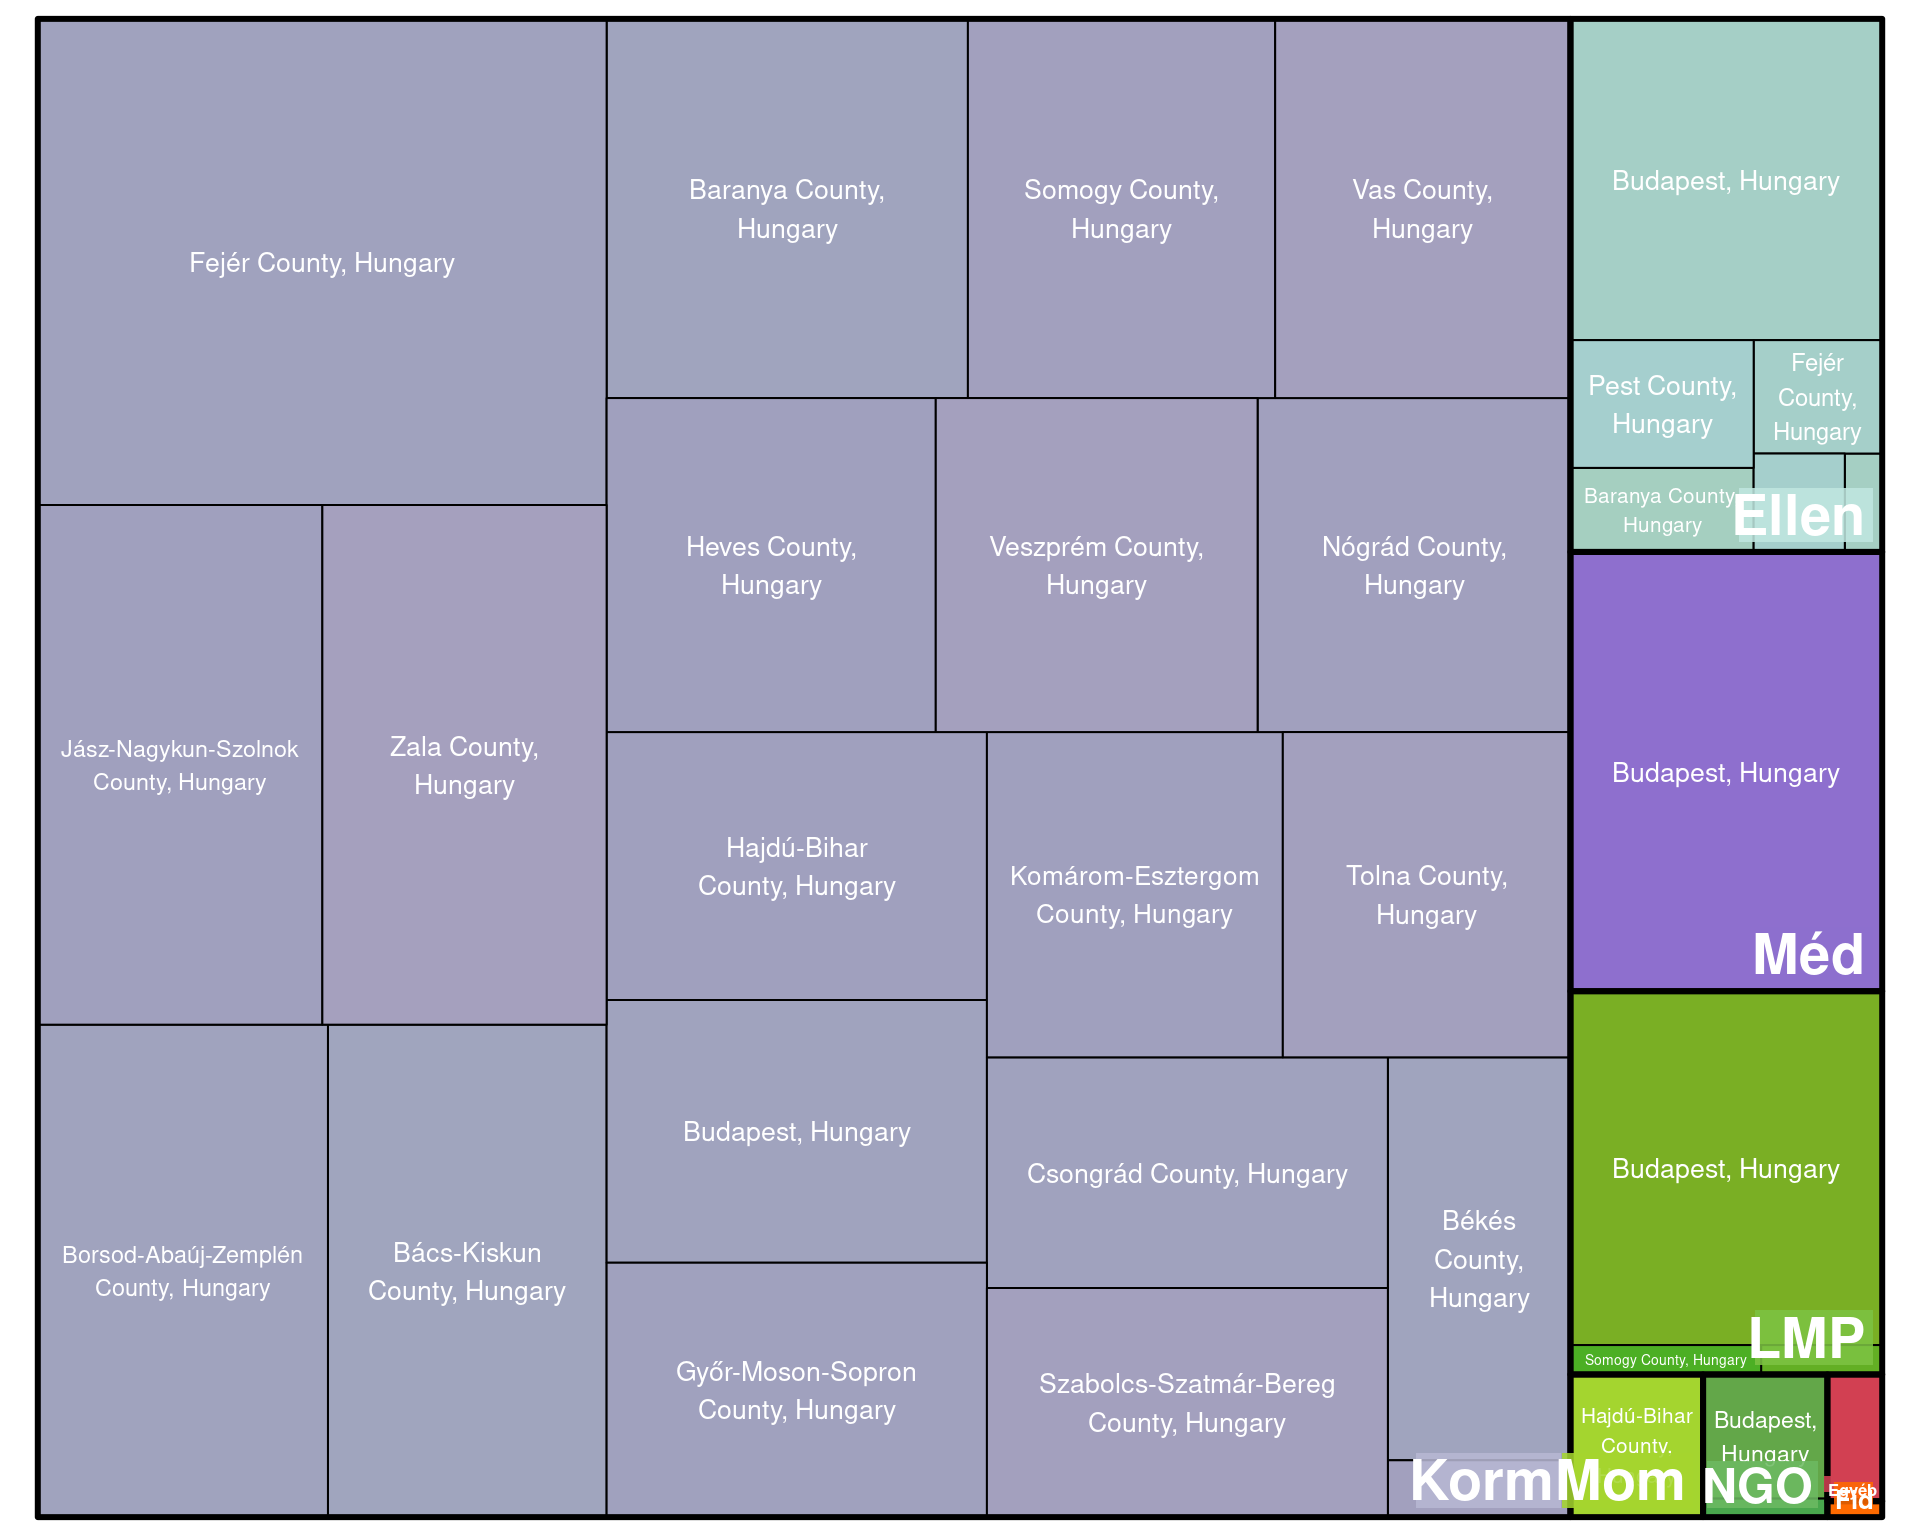 Fejér County, Hungary
Baranya County,
Hungary
Somogy County,
Hungary
Vas County,
Hungary
Jász-Nagykun-Szolnok
County, Hungary
Zala County,
Hungary
Heves County,
Hungary
Veszprém County,
Hungary
Nógrád County,
Hungary
Hajdú-Bihar
County, Hungary
Komárom-Esztergom
County, Hungary
Tolna County,
Hungary
Borsod-Abaúj-Zemplén
County, Hungary
Bács-Kiskun
County, Hungary
Budapest, Hungary
Győr-Moson-Sopron
County, Hungary
Csongrád County, Hungary
Szabolcs-Szatmár-Bereg
County, Hungary
Békés
County,
Hungary
Korm
Budapest, Hungary
Pest County,
Hungary
Fejér
County,
Hungary
Baranya County
Hungary
Ellen
Budapest, Hungary
Méd
Budapest, Hungary
Somogy County, Hungary
LMP
Hajdú-Bihar
County.
Mom
Budapest,
Hungary
NGO
Egyéb
Fid